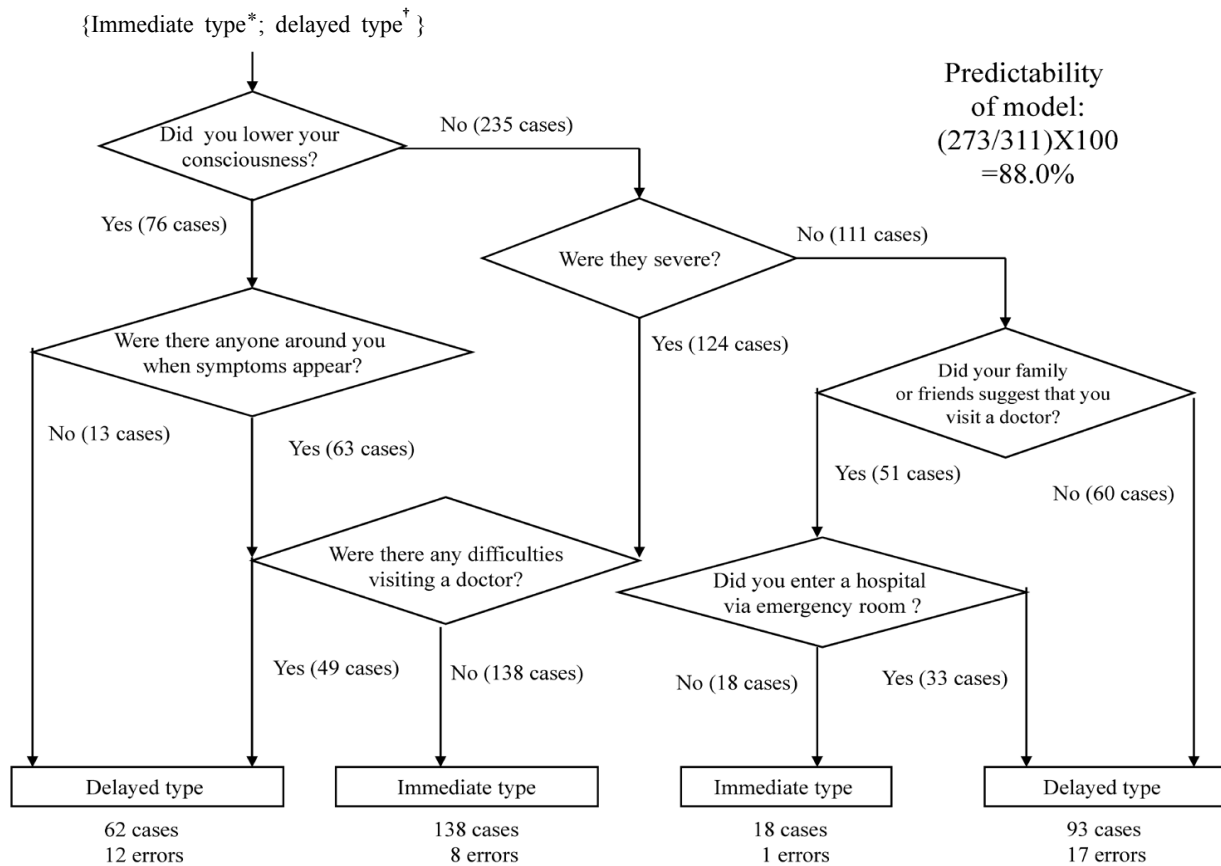 {Immediate type*; delayed type† }
Predictability
of model:
(273/311)X100
=88.0%
Did you lower your
consciousness?
No (235 cases)
Yes (76 cases)
Were they severe?
No (111 cases)
Yes (124 cases)
Were there anyone around you
when symptoms appear?
Did your family
or friends suggest that you
visit a doctor?
No (13 cases)
Yes (63 cases)
Yes (51 cases)
No (60 cases)
Were there any difficulties
visiting a doctor?
Did you enter a hospital
via emergency room ?
Yes (49 cases)
No (138 cases)
No (18 cases)
Yes (33 cases)
Delayed type
Immediate type
Immediate type
Delayed type
62 cases
12 errors
138 cases
8 errors
18 cases
1 errors
93 cases
17 errors